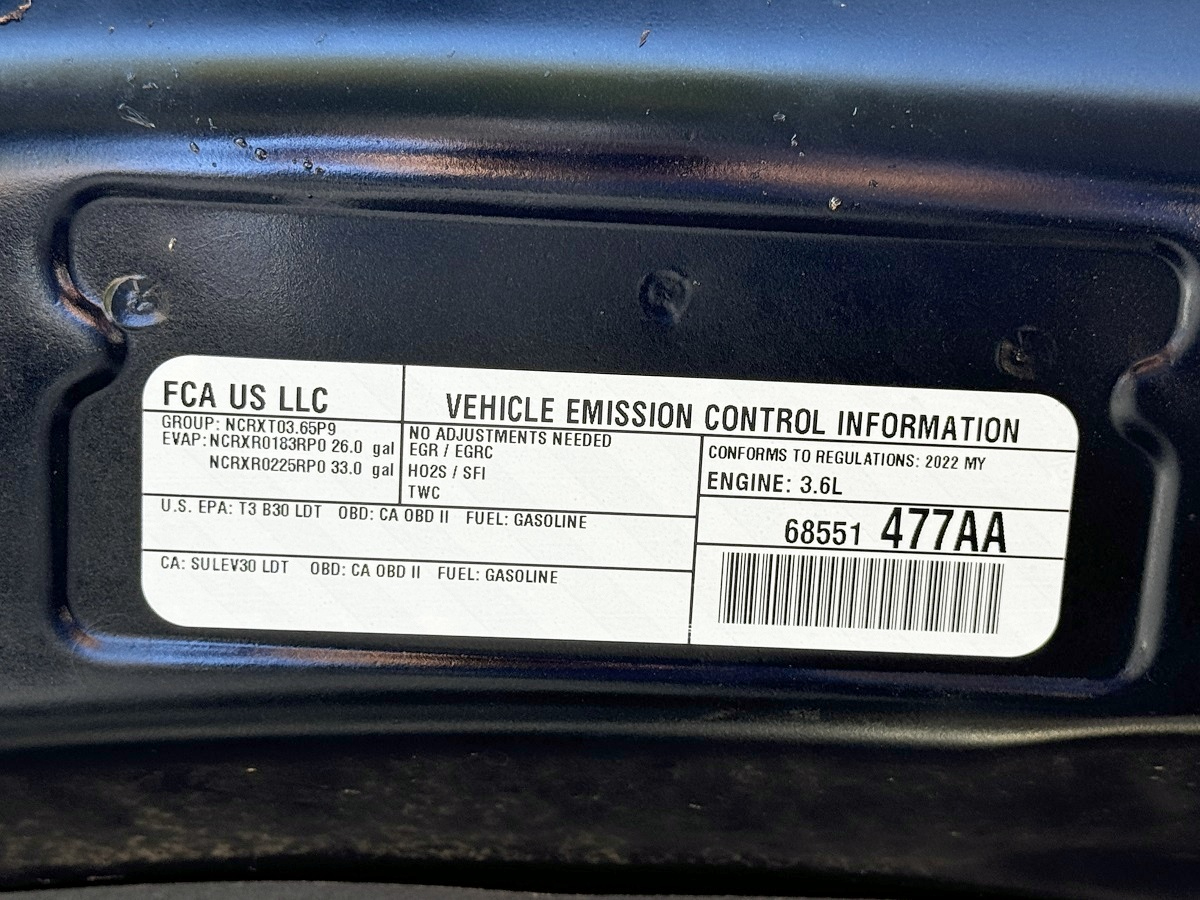 FCA US LLC
VEHICLE EMISSION CONTROL INFORMATION
GROUP: NCRXT03.65P9
EVAP: NCRXR0183RP0 26.0 gal
NCRXR0225RP0 33.0 gal
NO ADJUSTMENTS NEEDED
EGR / EGRC
HO2S / SFI
TWC
CONFORMS TO REGULATIONS: 2022 MY
ENGINE: 3.6L
U.S. EPA: T3 B30 LDT OBD: CA OBD II FUEL: GASOLINE
68551 477AA
CA: SULEV30 LDT OBD: CA OBD II FUEL: GASOLINE